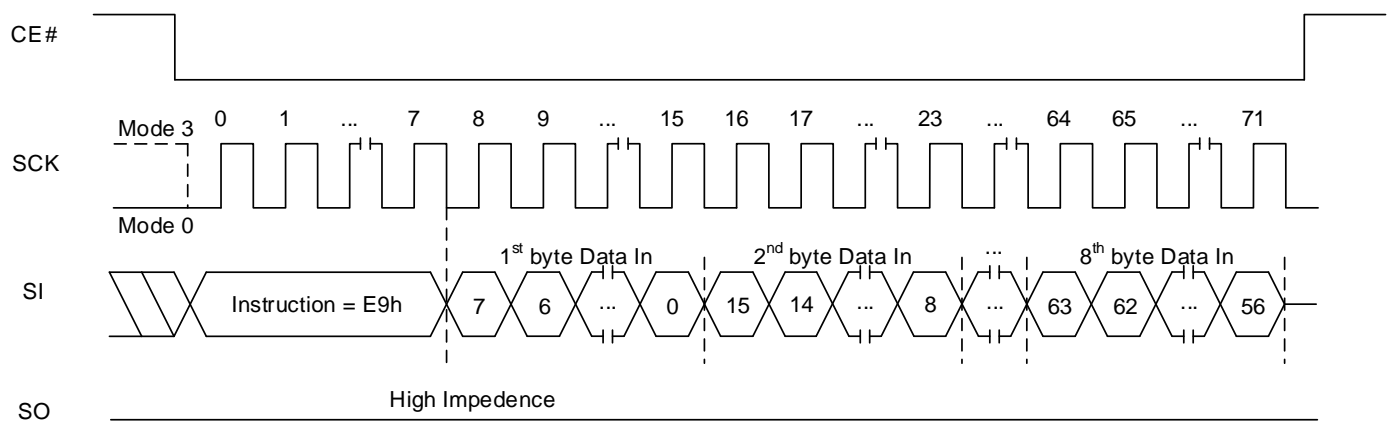 CE#
Mode 3 0 1 ... 7 8 9 ... 15 16 17 ... 23 ... 64 65 ... 71
SCK
Mode 0
1st byte Data In 2nd byte Data In ... 8th byte Data In
SI Instruction = E9h 7 6 ... 0 15 14 ... 8 ... 63 62 ... 56
High Impedence
SO